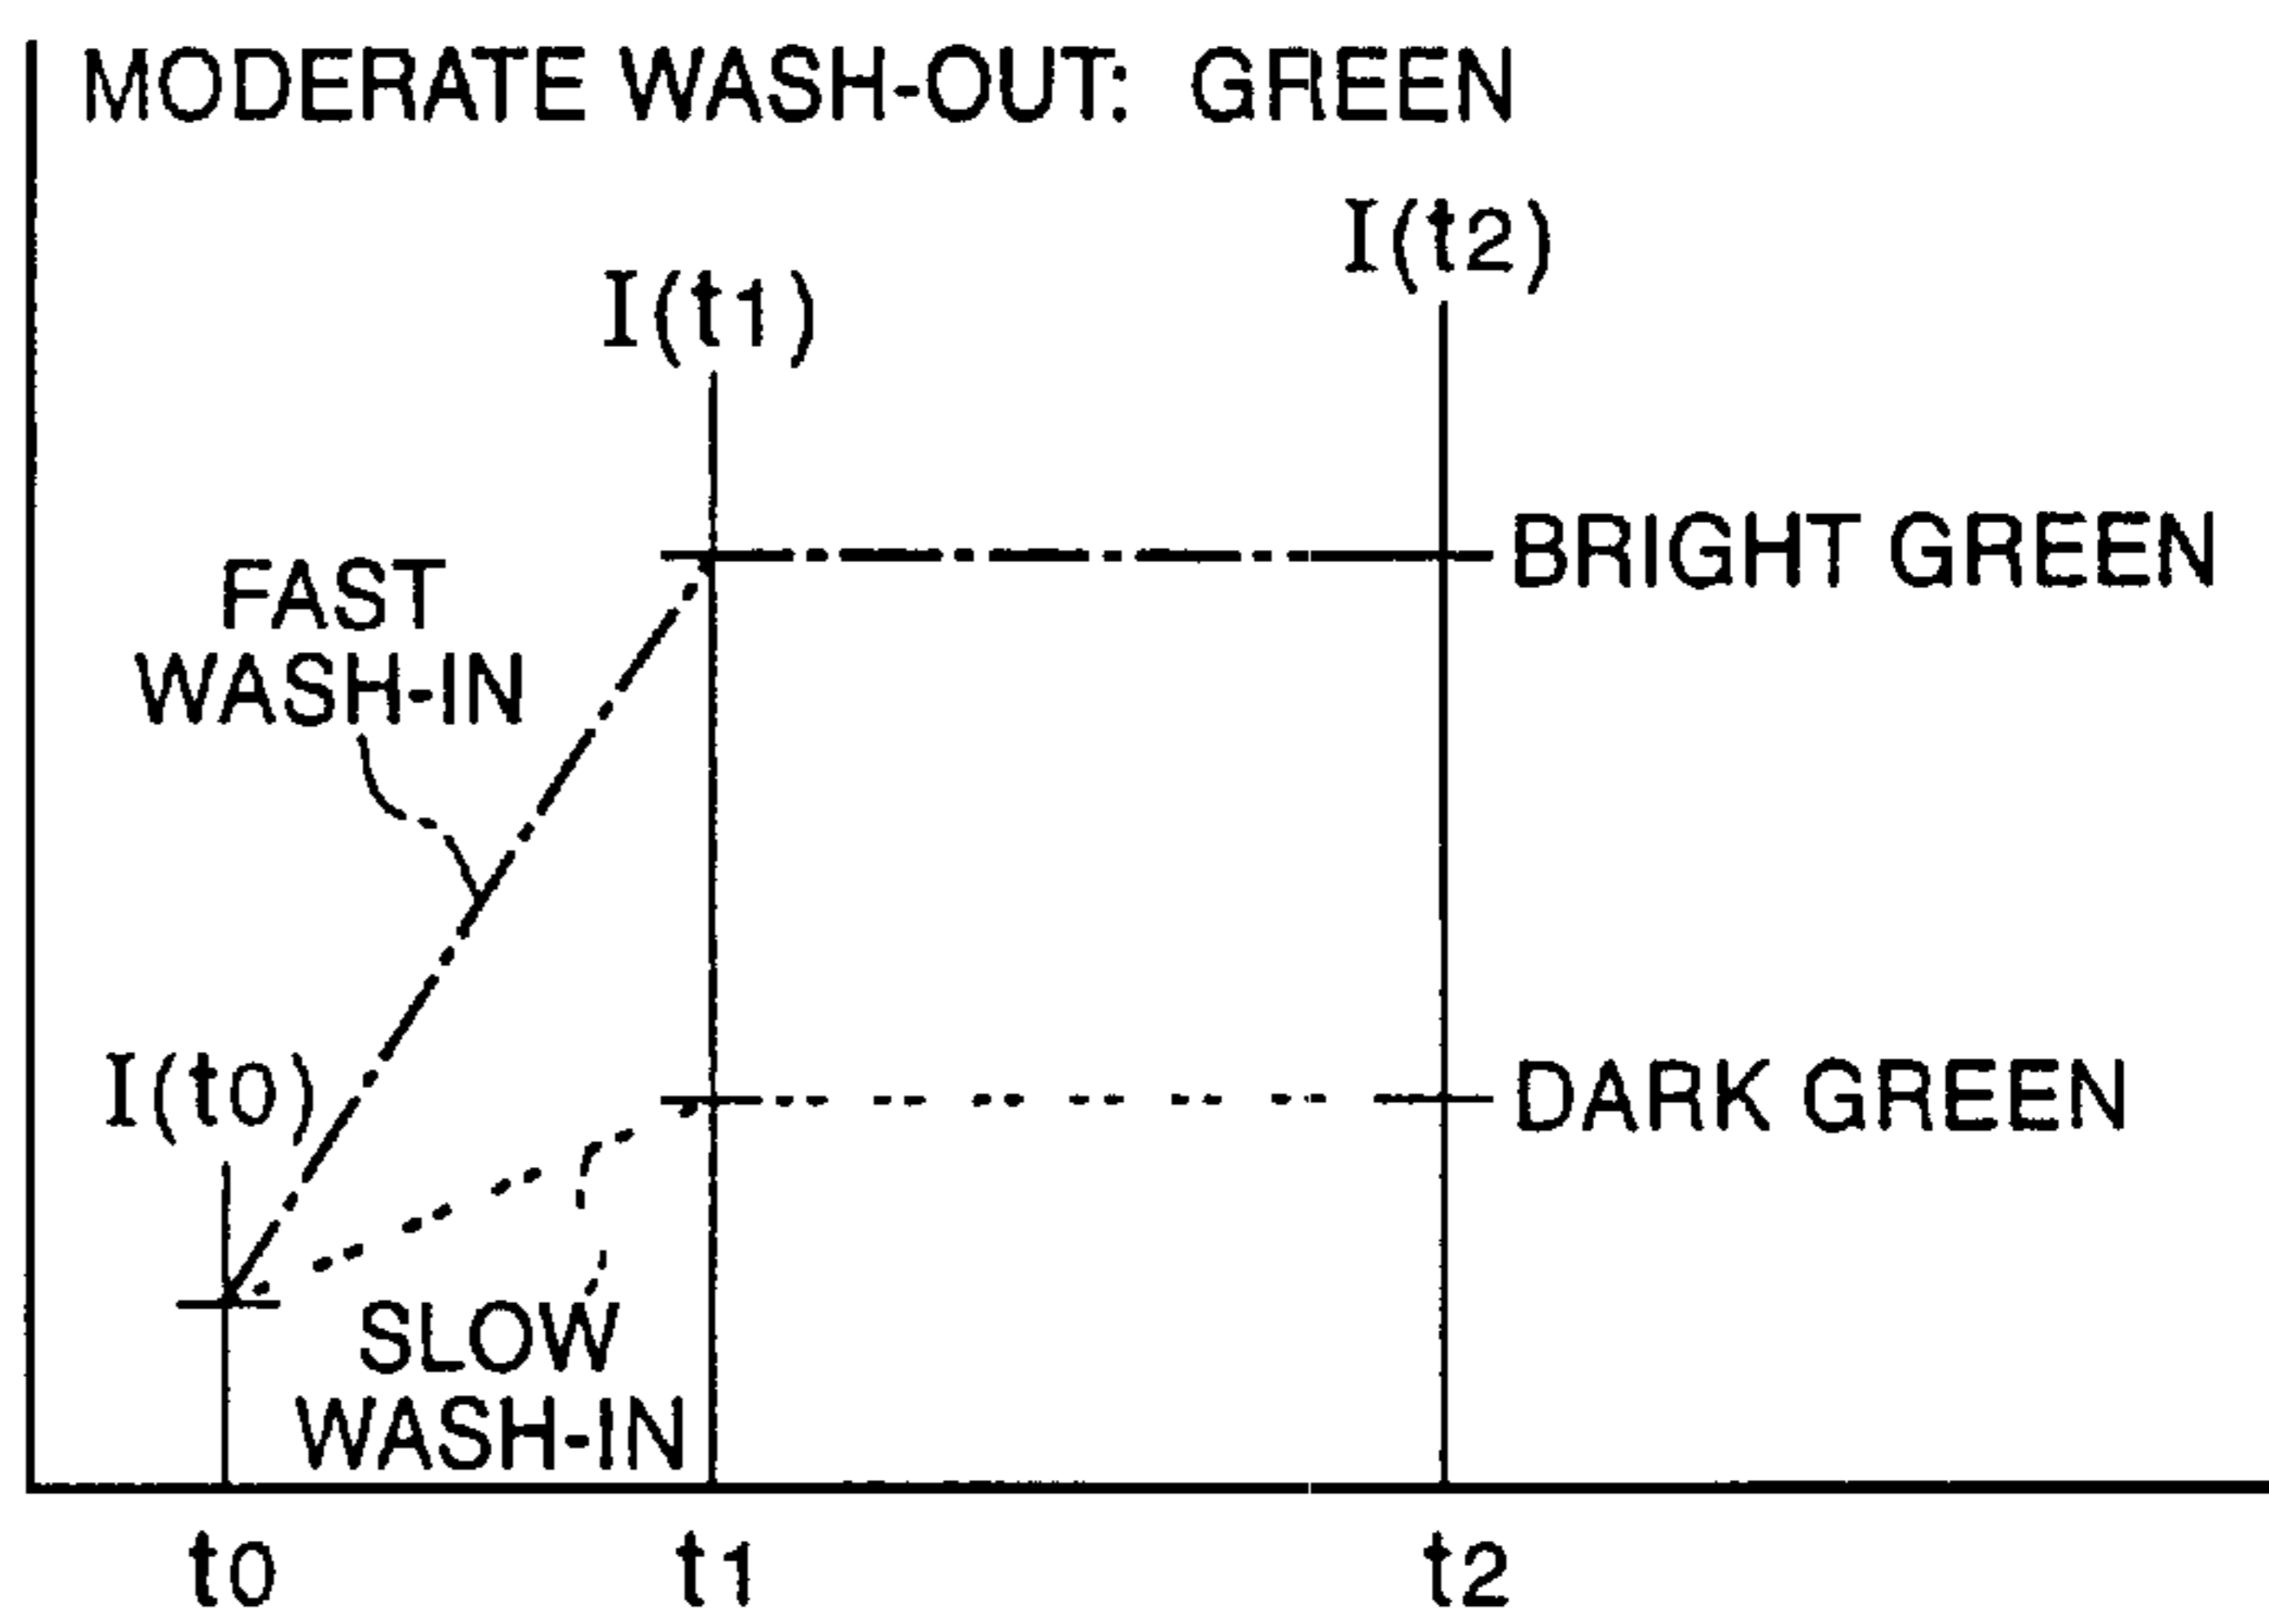 MODERATE WASH-OUT: GREEN
I(t2)
I(t1)
BRIGHT GREEN
FAST
WASH-IN
I(t0)
DARK GREEN
SLOW
WASH-IN
t0
t1
t2